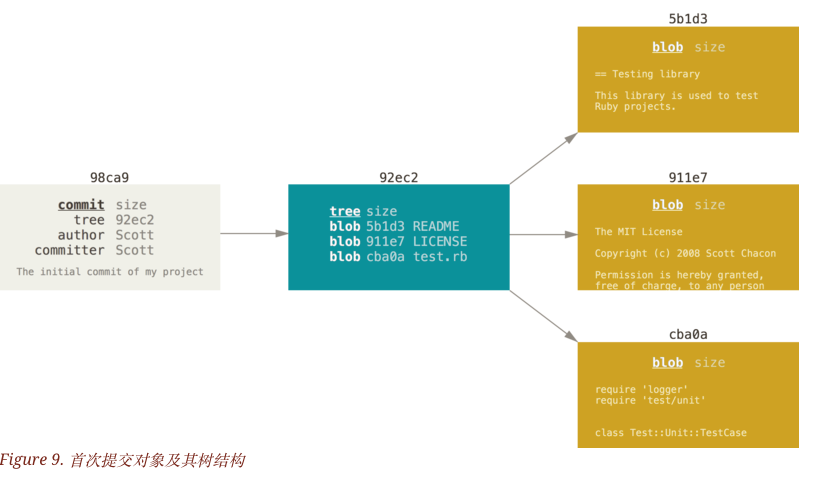 98ca9
commit size
tree 92ec2
author Scott
committer Scott
The initial commit of my project
92ec2
tree size
blob 5b1d3 README
blob 911e7 LICENSE
blob cba0a test.rb
5b1d3
blob size
== Testing library
This library is used to test
Ruby projects.
911e7
blob size
The MIT License
Copyright (c) 2008 Scott Chacon
Permission is hereby granted,
free of charge, to any person
cba0a
blob size
require 'logger'
require 'test/unit'
class Test::Unit::TestCase
Figure 9. 首次提交对象及其树结构